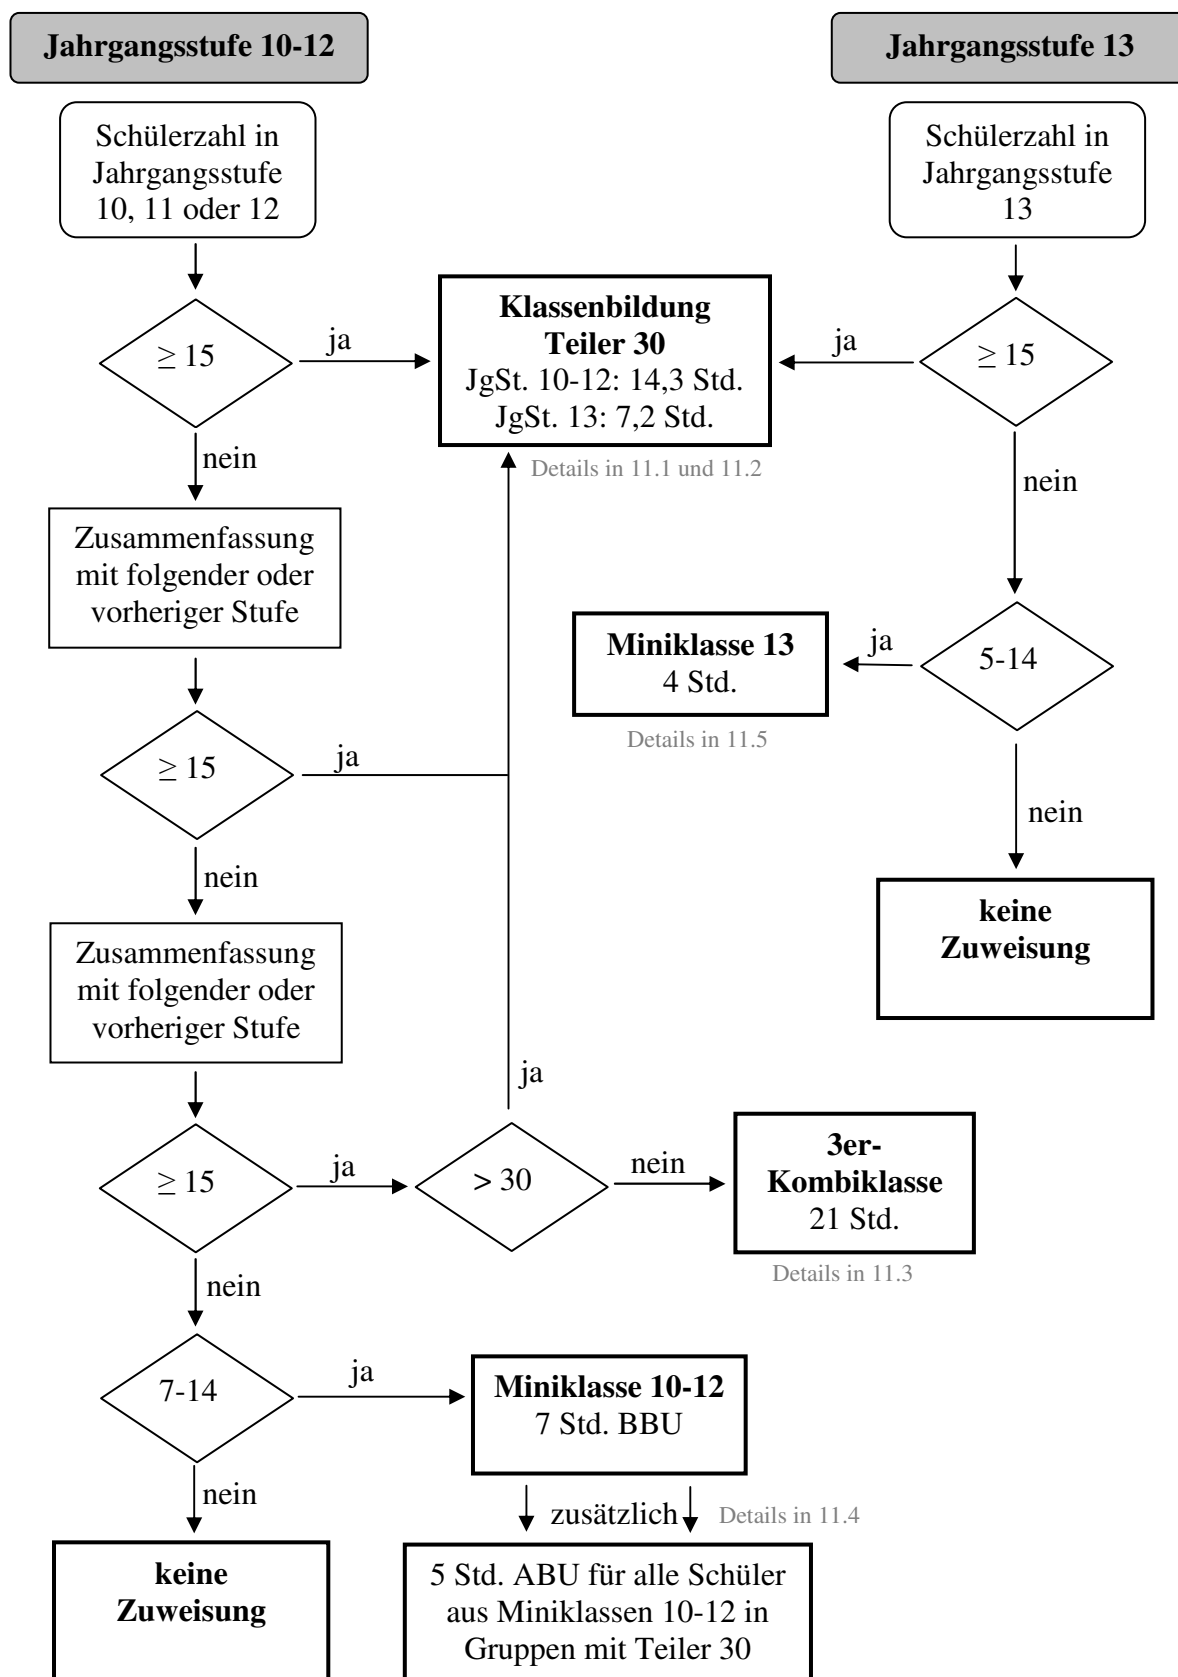 Jahrgangsstufe 10-12
Jahrgangsstufe 13
Schülerzahl in
Jahrgangsstufe
10, 11 oder 12
Schülerzahl in
Jahrgangsstufe
13
≥ 15
ja
Klassenbildung
Teiler 30
JgSt. 10-12: 14,3 Std.
JgSt. 13: 7,2 Std.
ja
≥ 15
nein
Details in 11.1 und 11.2
nein
Zusammenfassung
mit folgender oder
vorheriger Stufe
Miniklasse 13
4 Std.
ja
5-14
Details in 11.5
≥ 15
ja
nein
nein
keine
Zuweisung
Zusammenfassung
mit folgender oder
vorheriger Stufe
ja
≥ 15
ja
> 30
nein
3er-
Kombiklasse
21 Std.
Details in 11.3
nein
7-14
ja
Miniklasse 10-12
7 Std. BBU
nein
zusätzlich
Details in 11.4
keine
Zuweisung
5 Std. ABU für alle Schüler
aus Miniklassen 10-12 in
Gruppen mit Teiler 30